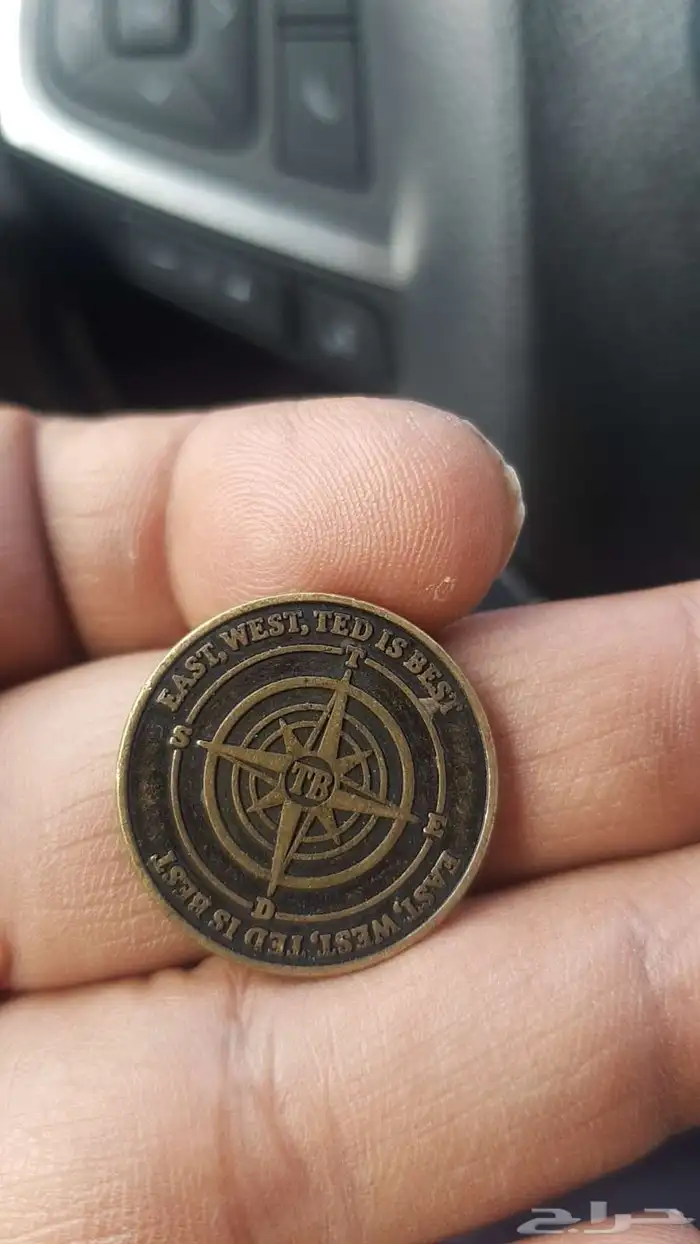 EAST, WEST, TED IS BEST
T
S
E
TB
D
EAST, WEST, TED IS BEST
حراج